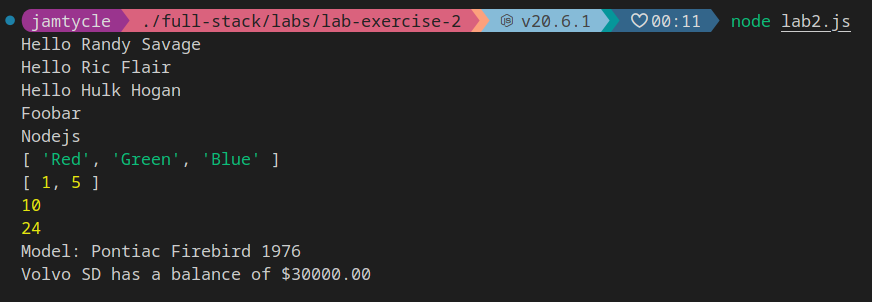 jamtycle ./full-stack/labs/lab-exercise-2 v20.6.1 00:11 node lab2.js
Hello Randy Savage
Hello Ric Flair
Hello Hulk Hogan
Foobar
Nodejs
[ 'Red', 'Green', 'Blue' ]
[ 1, 5 ]
10
24
Model: Pontiac Firebird 1976
Volvo SD has a balance of $30000.00